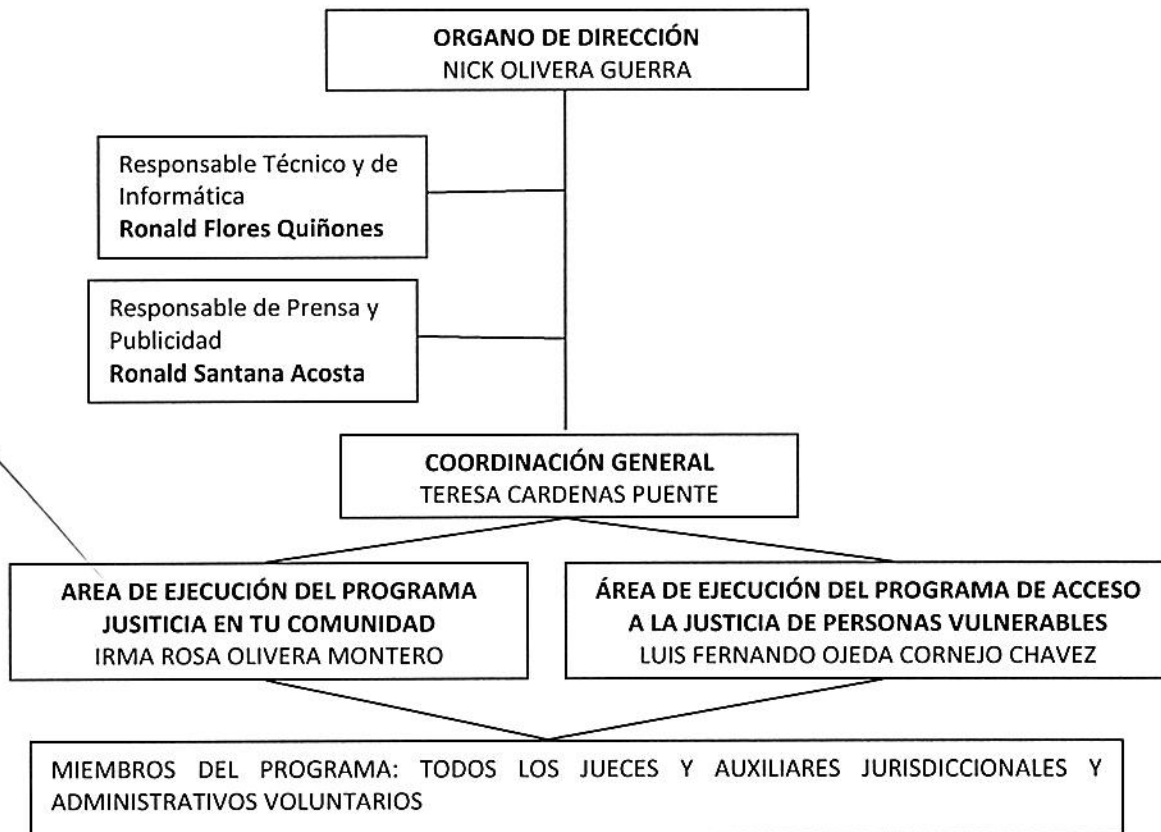 ORGANO DE DIRECCIÓN
NICK OLIVERA GUERRA
Responsable Técnico y de
Informática
Ronald Flores Quiñones
Responsable de Prensa y
Publicidad
Ronald Santana Acosta
COORDINACIÓN GENERAL
TERESA CARDENAS PUENTE
AREA DE EJECUCIÓN DEL PROGRAMA
JUSITICIA EN TU COMUNIDAD
IRMA ROSA OLIVERA MONTERO
ÁREA DE EJECUCIÓN DEL PROGRAMA DE ACCESO
A LA JUSTICIA DE PERSONAS VULNERABLES
LUIS FERNANDO OJEDA CORNEJO CHAVEZ
MIEMBROS DEL PROGRAMA: TODOS LOS JUECES Y AUXILIARES JURISDICCIONALES Y
ADMINISTRATIVOS VOLUNTARIOS